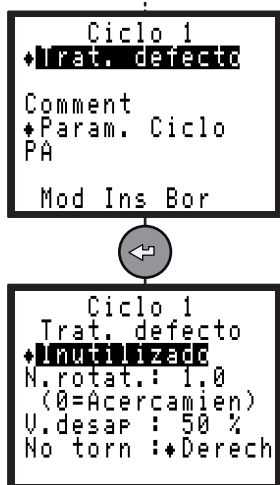 Ciclo 1
Trat. defecto
Comment
Param. Ciclo
PA
Mod Ins Bor
Ciclo 1
Trat. defecto
Inutilizado
N.rotat.: 1.0
(0=Acercamien)
V.desap : 50 %
No torn :Derech